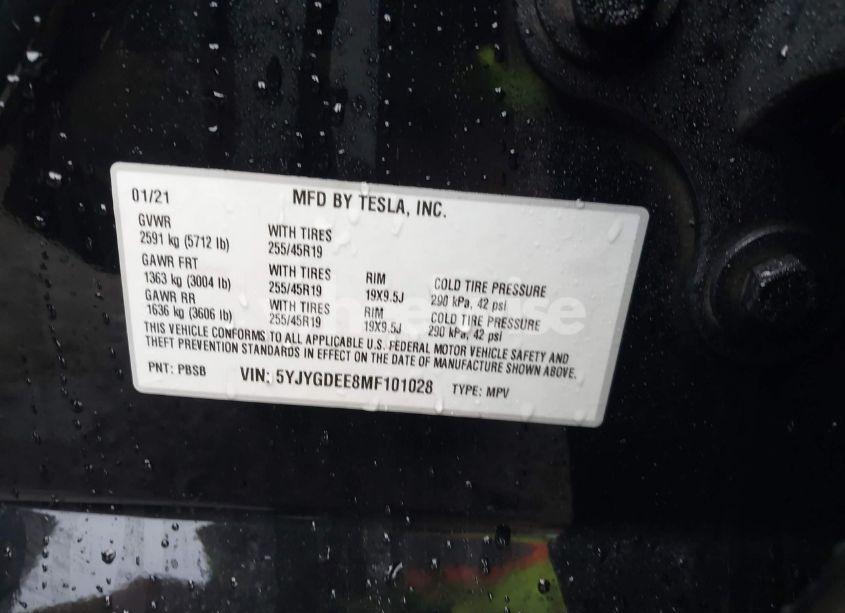 01/21 MFD BY TESLA, INC.
GVWR
2591 kg (5712 lb) WITH TIRES 255/45R19
GAWR FRT
1363 kg (3004 lb) WITH TIRES 255/45R19 RIM 19X9.5J COLD TIRE PRESSURE 290 kPa, 42 psi
GAWR RR
1636 kg (3606 lb) WITH TIRES 255/45R19 RIM 19X9.5J COLD TIRE PRESSURE 290 kPa, 42 psi
THIS VEHICLE CONFORMS TO ALL APPLICABLE U.S. FEDERAL MOTOR VEHICLE SAFETY AND
THEFT PREVENTION STANDARDS IN EFFECT ON THE DATE OF MANUFACTURE SHOWN ABOVE.
PNT: PBSB VIN: 5YJYGDEE8MF101028 TYPE: MPV